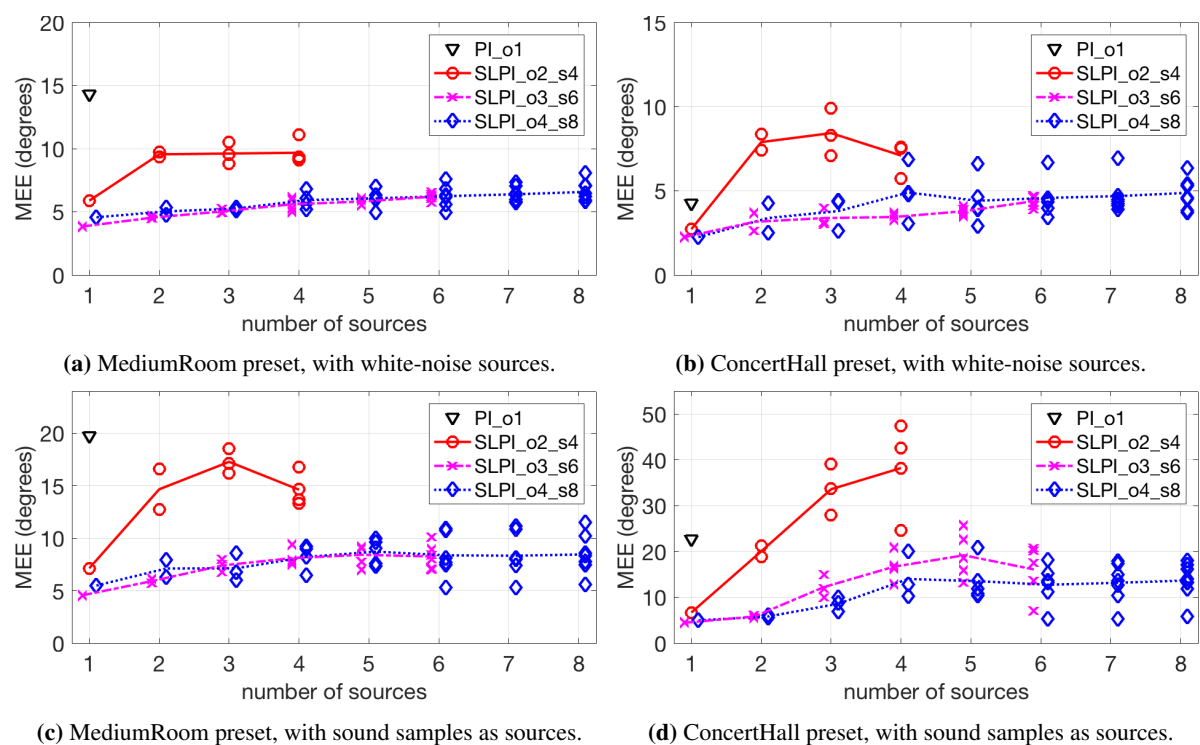 20
15
10
5
0
MEE (degrees)
1 2 3 4 5 6 7 8
number of sources
PI_o1
SLPI_o2_s4
SLPI_o3_s6
SLPI_o4_s8
(a) MediumRoom preset, with white-noise sources.
15
10
5
0
MEE (degrees)
1 2 3 4 5 6 7 8
number of sources
PI_o1
SLPI_o2_s4
SLPI_o3_s6
SLPI_o4_s8
(b) ConcertHall preset, with white-noise sources.
20
15
10
5
0
MEE (degrees)
1 2 3 4 5 6 7 8
number of sources
PI_o1
SLPI_o2_s4
SLPI_o3_s6
SLPI_o4_s8
(c) MediumRoom preset, with sound samples as sources.
50
40
30
20
10
0
MEE (degrees)
1 2 3 4 5 6 7 8
number of sources
PI_o1
SLPI_o2_s4
SLPI_o3_s6
SLPI_o4_s8
(d) ConcertHall preset, with sound samples as sources.